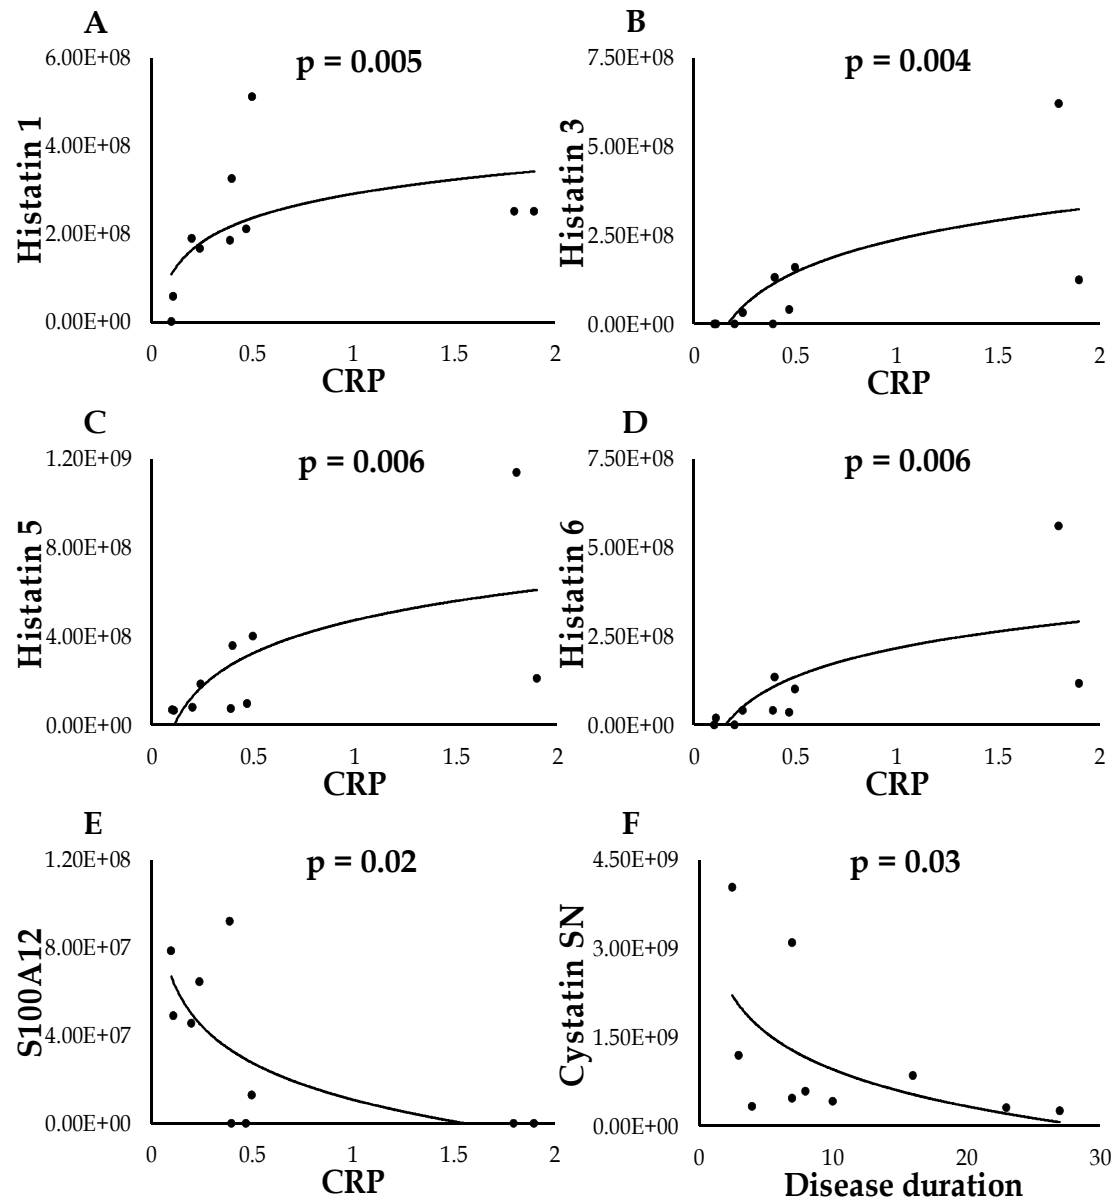 A
p = 0.005
6.00E+08
4.00E+08
2.00E+08
0.00E+00
Histatin 1
0 0.5 1 1.5 2
CRP
B
p = 0.004
7.50E+08
5.00E+08
2.50E+08
0.00E+00
Histatin 3
0 0.5 1 1.5 2
CRP
C
p = 0.006
1.20E+09
8.00E+08
4.00E+08
0.00E+00
Histatin 5
0 0.5 1 1.5 2
CRP
D
p = 0.006
7.50E+08
5.00E+08
2.50E+08
0.00E+00
Histatin 6
0 0.5 1 1.5 2
CRP
E
p = 0.02
1.20E+08
8.00E+07
4.00E+07
0.00E+00
S100A12
0 0.5 1 1.5 2
CRP
F
p = 0.03
4.50E+09
3.00E+09
1.50E+09
0.00E+00
Cystatin SN
0 10 20 30
Disease duration